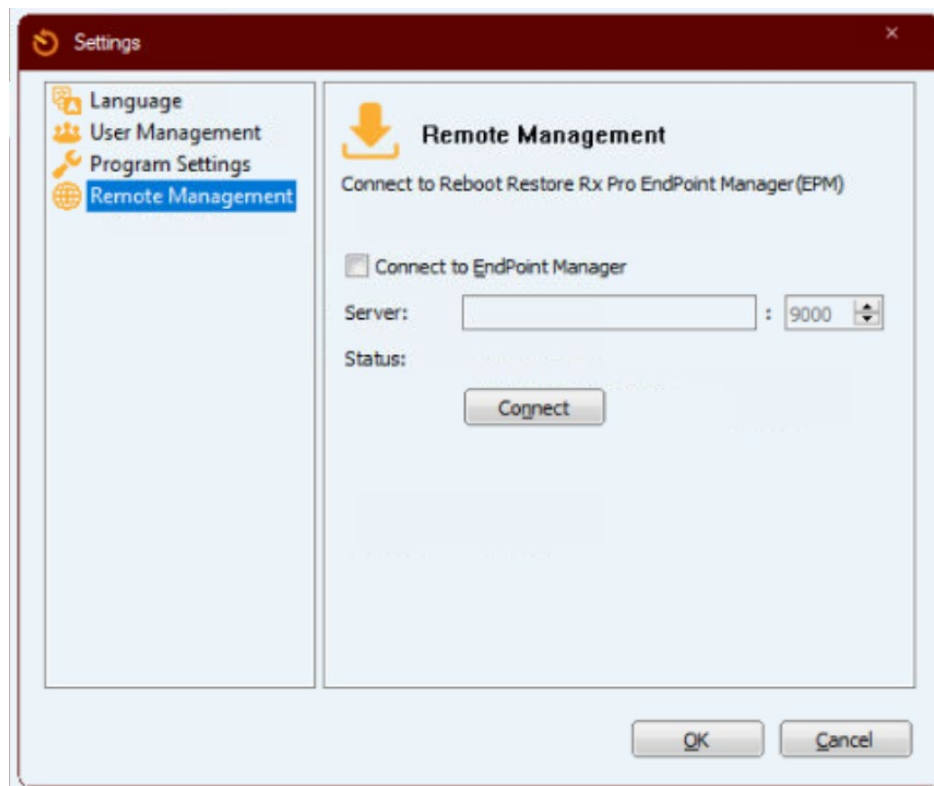 Settings
Language
User Management
Program Settings
Remote Management
Remote Management
Connect to Reboot Restore Rx Pro EndPoint Manager(EPM)
Connect to EndPoint Manager
Server: : 9000
Status:
Connect
OK Cancel